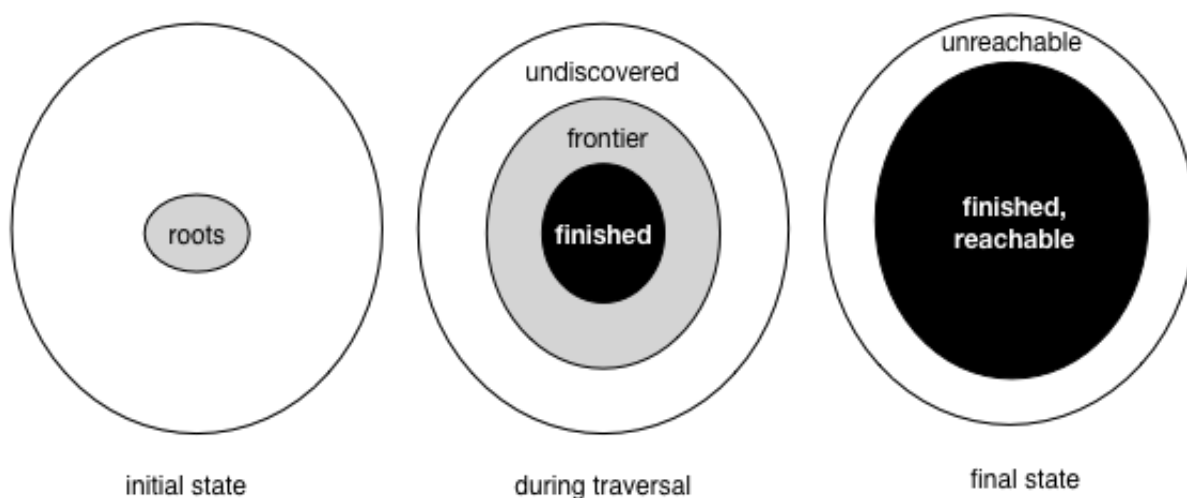 roots
initial state
undiscovered
frontier
finished
during traversal
unreachable
finished,
reachable
final state